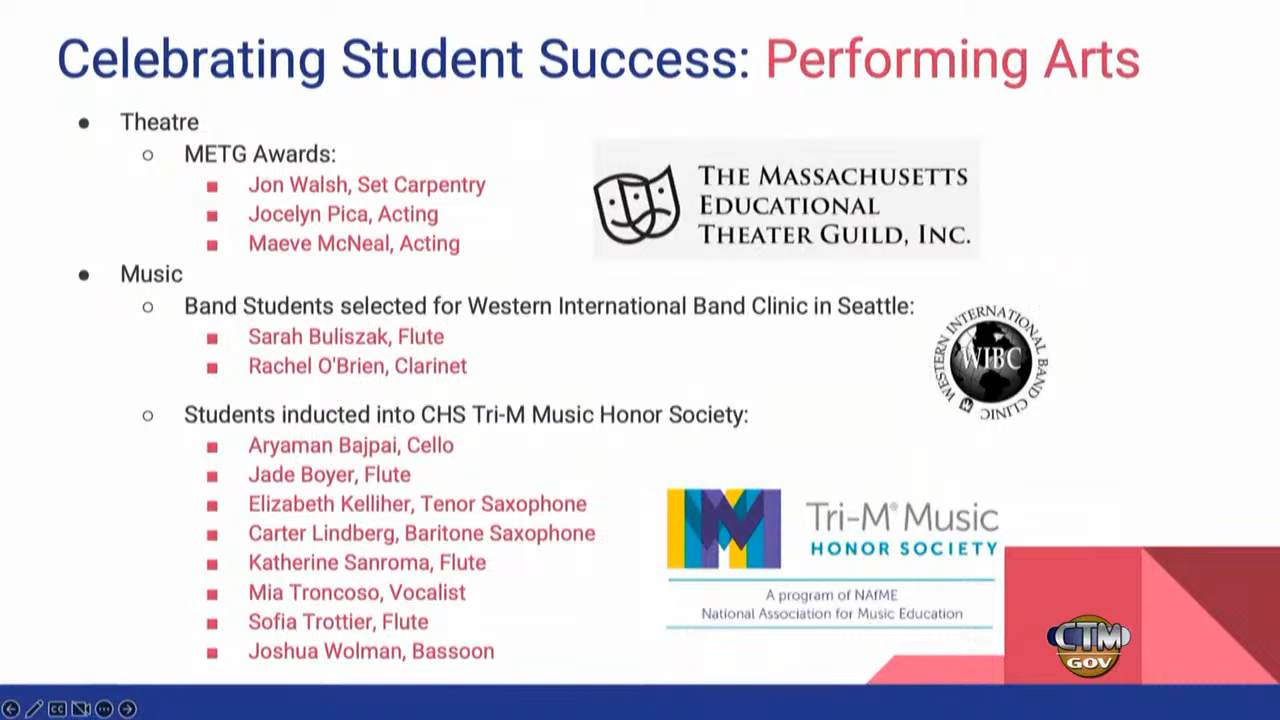 Celebrating Student Success: Performing Arts
Theatre
METG Awards:
Jon Walsh, Set Carpentry
Jocelyn Pica, Acting
Maeve McNeal, Acting
THE MASSACHUSETTS
EDUCATIONAL
THEATER GUILD, INC.
Music
Band Students selected for Western International Band Clinic in Seattle:
Sarah Buliszak, Flute
Rachel O'Brien, Clarinet
WESTERN INTERNATIONAL BAND CLINIC
WIBC
Students inducted into CHS Tri-M Music Honor Society:
Aryaman Bajpai, Cello
Jade Boyer, Flute
Elizabeth Kelliher, Tenor Saxophone
Carter Lindberg, Baritone Saxophone
Katherine Sanroma, Flute
Mia Troncoso, Vocalist
Sofia Trottier, Flute
Joshua Wolman, Bassoon
Tri-M® Music
HONOR SOCIETY
A program of NAfME
National Association for Music Education
CTM
GOV
CC